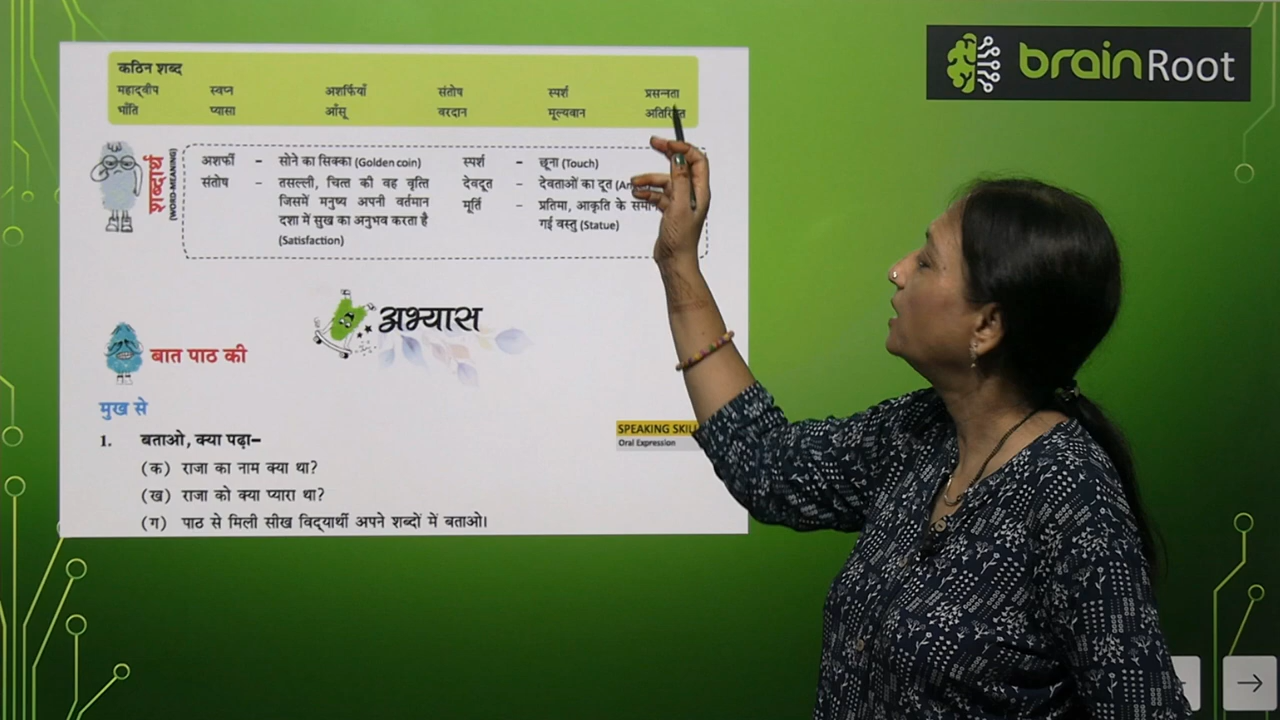 brainRoot
कठिन शब्द
महाद्वीप स्वप्न अशर्फियाँ संतोष स्पर्श प्रसन्नता
भाँति प्यासा आँसू वरदान मूल्यवान
शब्दार्थ
(WORD-MEANING)
अशर्फी – सोने का सिक्का (Golden coin) स्पर्श – छूना (Touch)
संतोष – तसल्ली, चित्त की वह वृत्ति देवदूत – देवताओं का दूत
जिसमें मनुष्य अपनी वर्तमान मूर्ति – प्रतिमा, आकृति के
दशा में सुख का अनुभव करता है गई वस्तु (Statue)
(Satisfaction)
अभ्यास
बात पाठ की
मुख से
SPEAKING
Oral Expression
1. बताओ, क्या पढ़ा–
(क) राजा का नाम क्या था?
(ख) राजा को क्या प्यारा था?
(ग) पाठ से मिली सीख विद्यार्थी अपने शब्दों में बताओ।